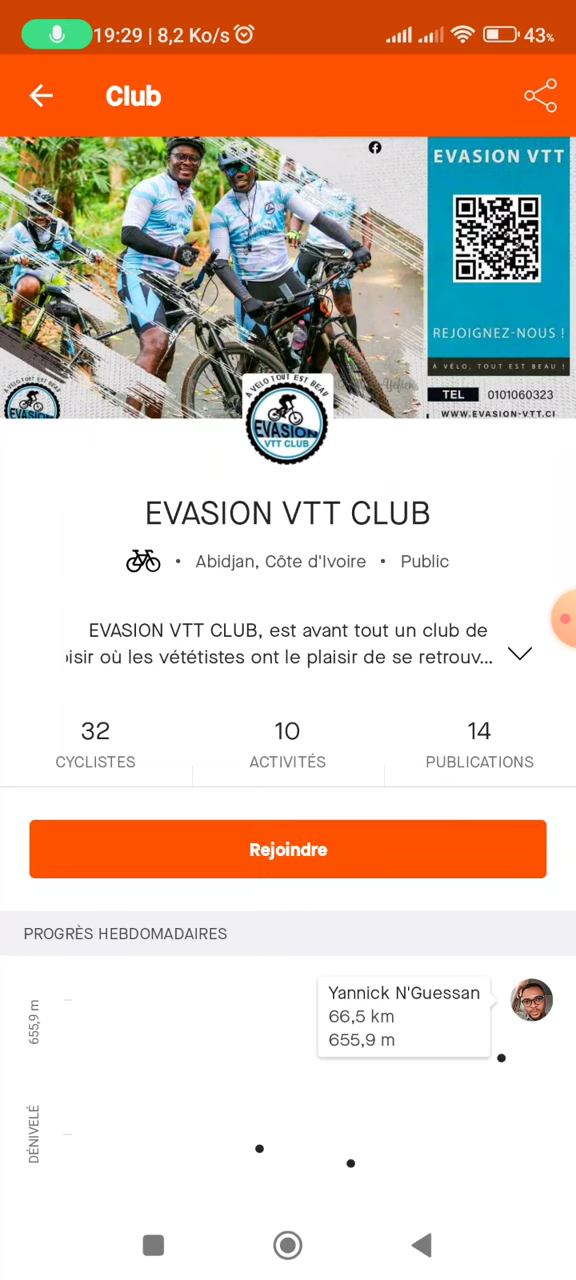 19:29 | 8,2 Ko/s
43%
Club
EVASION VTT
REJOIGNEZ-NOUS !
À VÉLO, TOUT EST BEAU !
TEL 0101060323
WWW.EVASION-VTT.CI
À VELO TOUT EST BEAU
EVASION
VTT CLUB
EVASION VTT CLUB
• Abidjan, Côte d'Ivoire • Public
EVASION VTT CLUB, est avant tout un club de
oisir où les vététistes ont le plaisir de se retrouv...
32
CYCLISTES
10
ACTIVITÉS
14
PUBLICATIONS
Rejoindre
PROGRÈS HEBDOMADAIRES
Yannick N'Guessan
66,5 km
655,9 m
655,9 m
DÉNIVELÉ